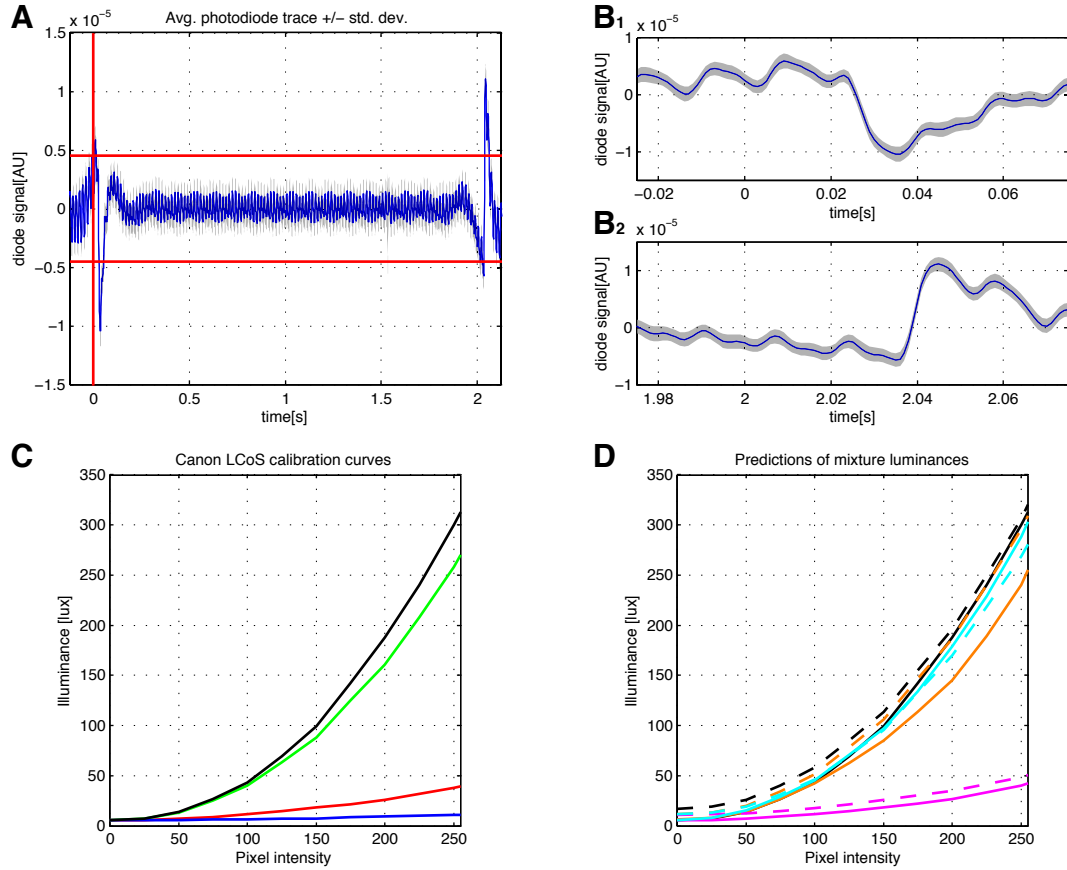 A
Avg. photodiode trace +/- std. dev.
x 10⁻⁵
1.5
1
0.5
0
−0.5
−1
−1.5
diode signal[AU]
0 0.5 1 1.5 2
time[s]
B1
x 10⁻⁵
1
0
−1
diode signal[AU]
−0.02 0 0.02 0.04 0.06
time[s]
B2
x 10⁻⁵
1
0
−1
diode signal[AU]
1.98 2 2.02 2.04 2.06
time[s]
C
Canon LCoS calibration curves
350
300
250
200
150
100
50
0
Illuminance [lux]
0 50 100 150 200 250
Pixel intensity
D
Predictions of mixture luminances
350
300
250
200
150
100
50
0
Illuminance [lux]
0 50 100 150 200 250
Pixel intensity